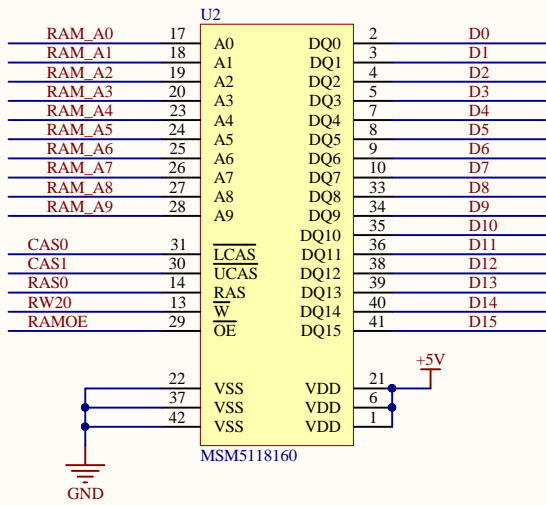 U2
RAM_A0 17 A0 DQ0 2 D0
RAM_A1 18 A1 DQ1 3 D1
RAM_A2 19 A2 DQ2 4 D2
RAM_A3 20 A3 DQ3 5 D3
RAM_A4 23 A4 DQ4 7 D4
RAM_A5 24 A5 DQ5 8 D5
RAM_A6 25 A6 DQ6 9 D6
RAM_A7 26 A7 DQ7 10 D7
RAM_A8 27 A8 DQ8 33 D8
RAM_A9 28 A9 DQ9 34 D9
DQ10 35 D10
CAS0 31 LCAS DQ11 36 D11
CAS1 30 UCAS DQ12 38 D12
RAS0 14 RAS DQ13 39 D13
RW20 13 W DQ14 40 D14
RAMOE 29 OE DQ15 41 D15
+5V
22 VSS VDD 21
37 VSS VDD 6
42 VSS VDD 1
MSM5118160
GND